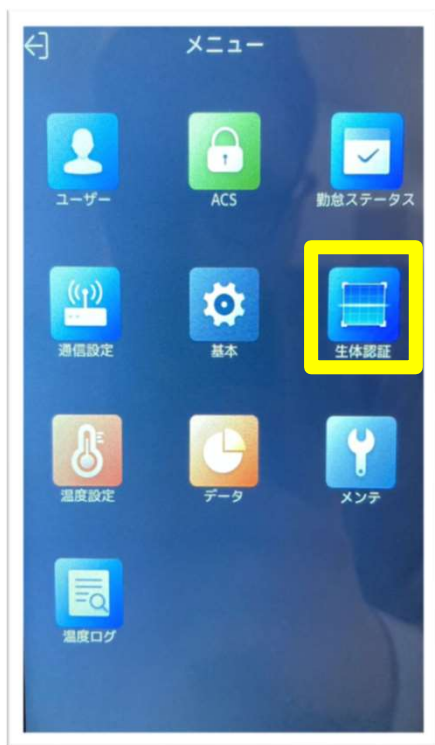 メニュー
ユーザー
ACS
勤怠ステータス
通信設定
基本
生体認証
温度設定
データ
メンテ
温度ログ